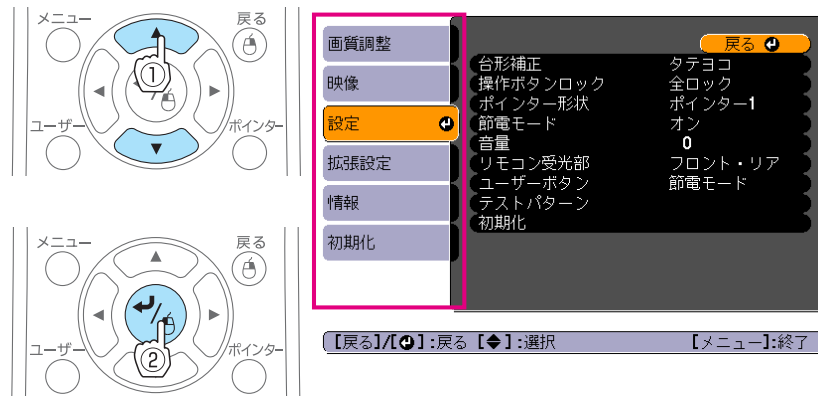 メニュー
戻る
①
ユーザー
ポインター
メニュー
戻る
ユーザー
②
ポインター
画質調整
映像
設定
拡張設定
情報
初期化
戻る
台形補正 タテヨコ
操作ボタンロック 全ロック
ポインター形状 ポインター1
節電モード オン
音量 0
リモコン受光部 フロント・リア
ユーザーボタン 節電モード
テストパターン
初期化
[戻る]/[ ]:戻る [ ]:選択 [メニュー]:終了